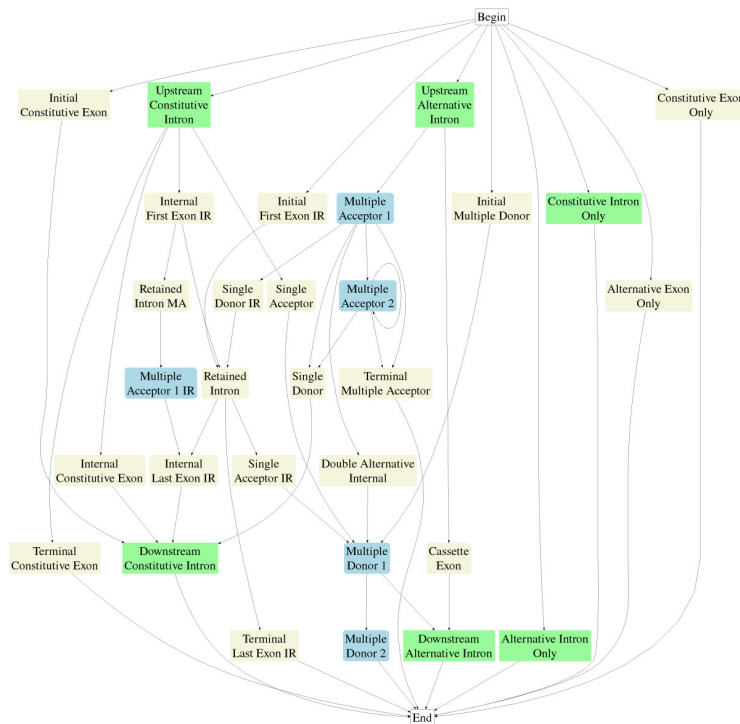 Begin
Initial
Constitutive Exon
Upstream
Constitutive
Intron
Upstream
Alternative
Intron
Constitutive Exon
Only
Internal
First Exon IR
Initial
First Exon IR
Multiple
Acceptor 1
Initial
Multiple Donor
Constitutive Intron
Only
Retained
Intron MA
Single
Donor IR
Single
Acceptor
Multiple
Acceptor 2
Alternative Exon
Only
Multiple
Acceptor 1 IR
Retained
Intron
Single
Donor
Terminal
Multiple Acceptor
Internal
Constitutive Exon
Internal
Last Exon IR
Single
Acceptor IR
Double Alternative
Internal
Terminal
Constitutive Exon
Downstream
Constitutive Intron
Multiple
Donor 1
Cassette
Exon
Terminal
Last Exon IR
Multiple
Donor 2
Downstream
Alternative Intron
Alternative Intron
Only
End